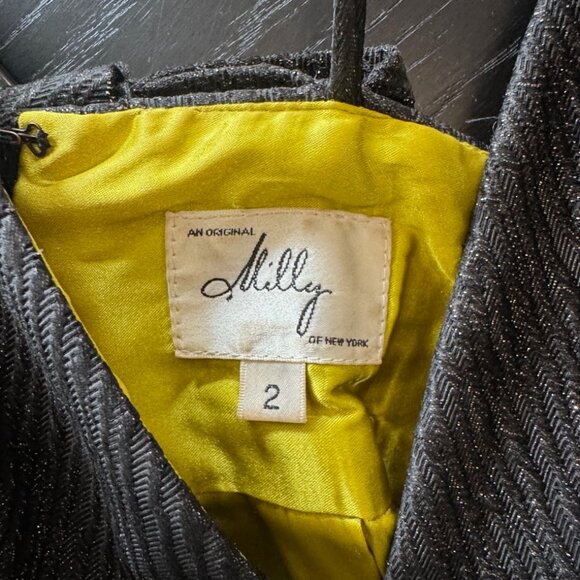 AN ORIGINAL
Milly
OF NEW YORK
2